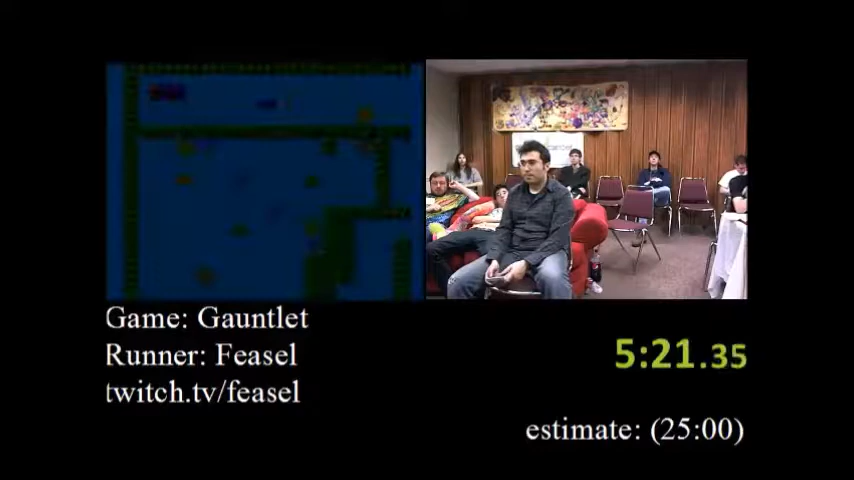 Game: Gauntlet
Runner: Feasel
twitch.tv/feasel
5:21.35
estimate: (25:00)